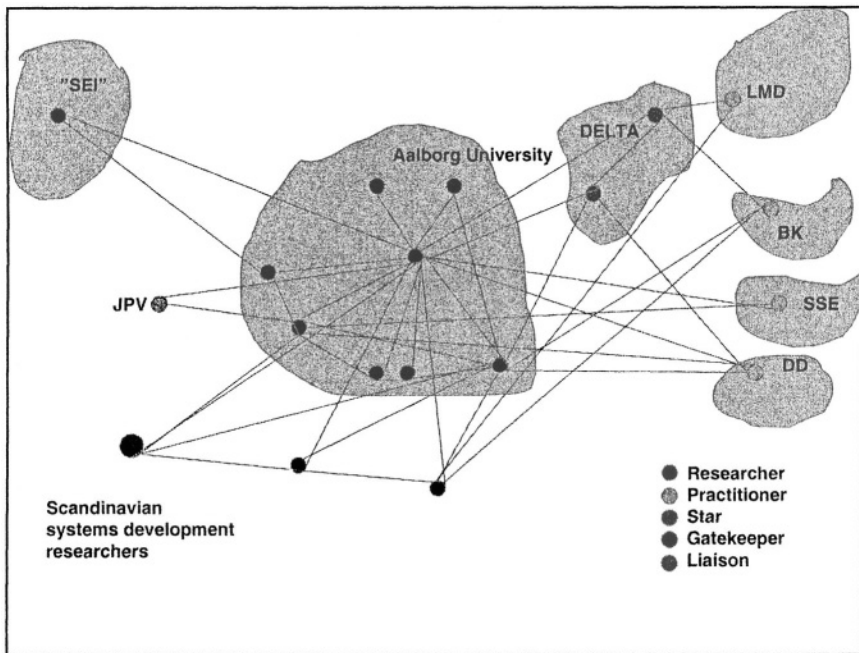 "SEI"
LMD
DELTA
Aalborg University
BK
JPV
SSE
DD
Scandinavian
systems development
researchers
Researcher
Practitioner
Star
Gatekeeper
Liaison